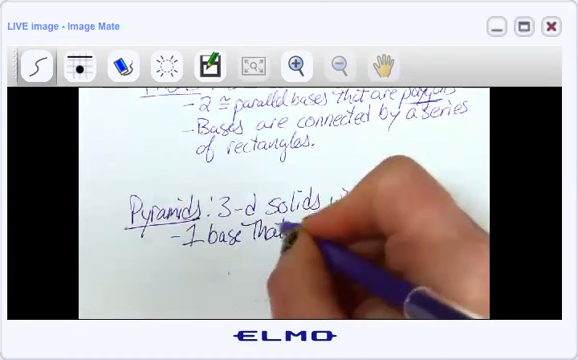 LIVE image - Image Mate
- 2 ≅ parallel bases that are polygons
- Bases are connected by a series
of rectangles.
Pyramids: 3-d solids
- 1 base that
ELMO